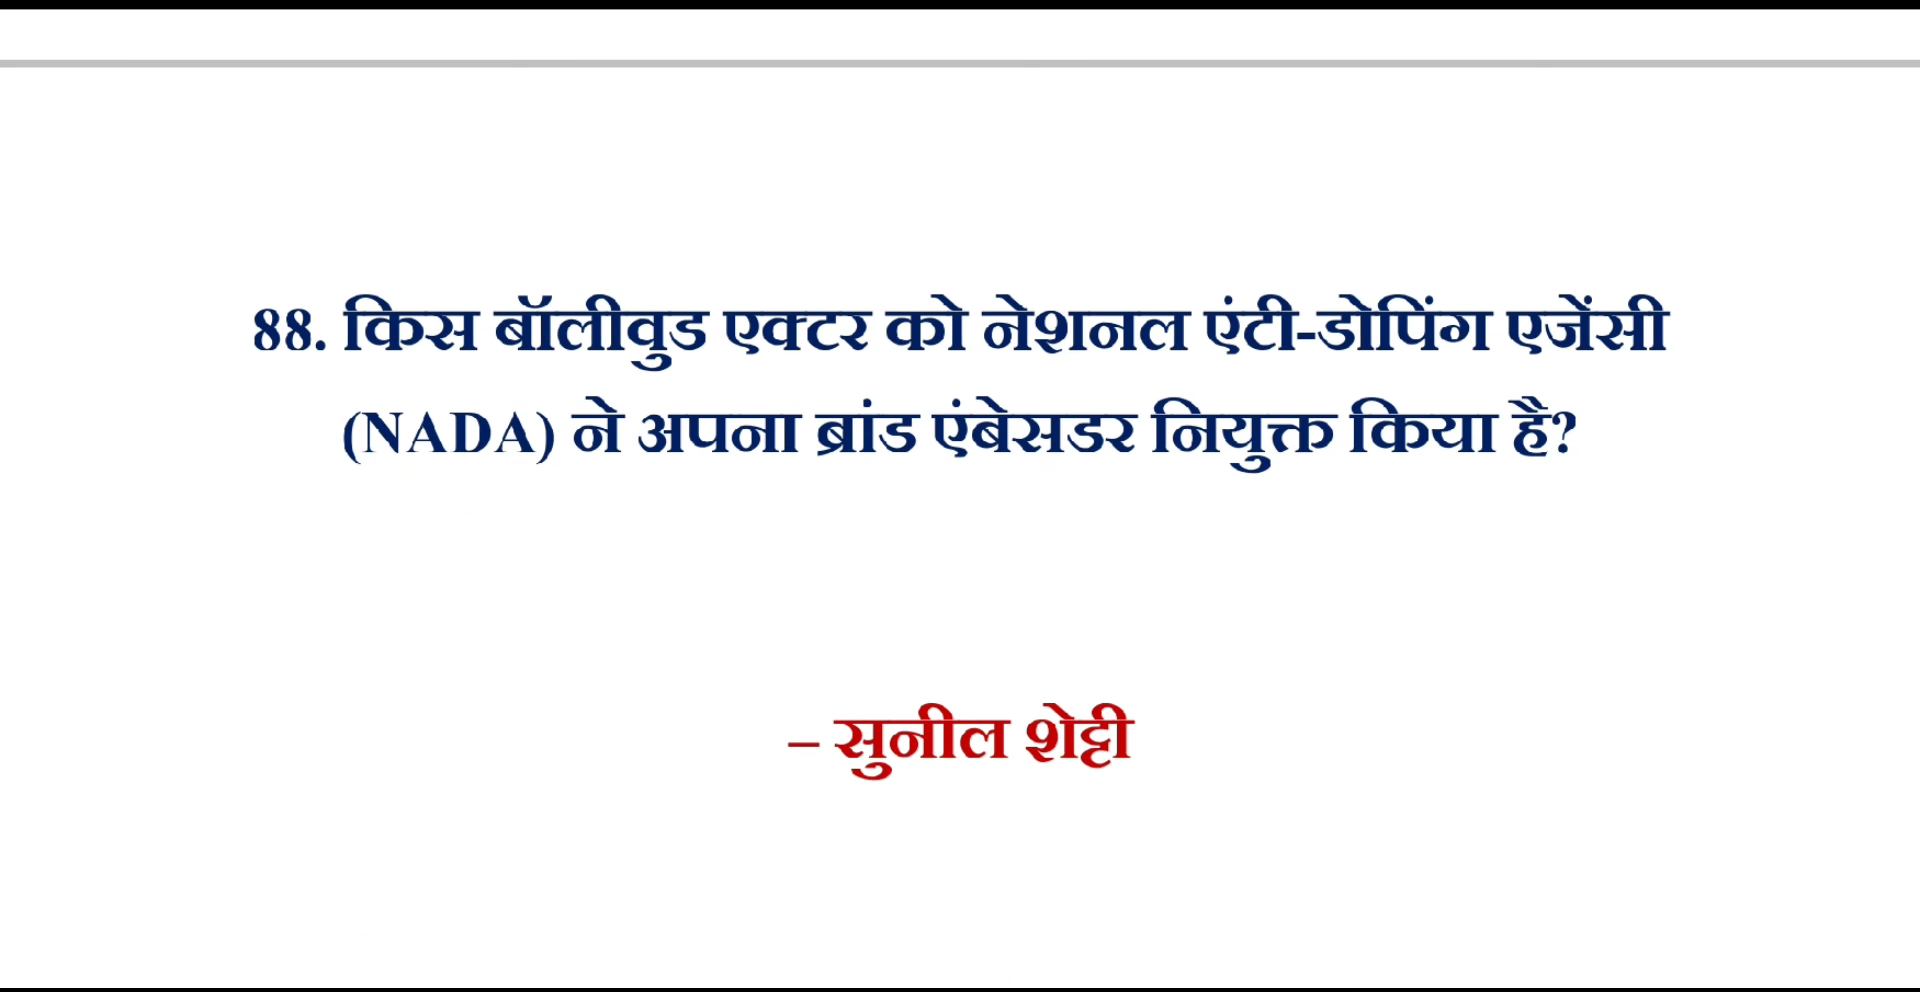 88. किस बॉलीवुड एक्टर को नेशनल एंटी-डोपिंग एजेंसी
(NADA) ने अपना ब्रांड एंबेसडर नियुक्त किया है?
– सुनील शेट्टी